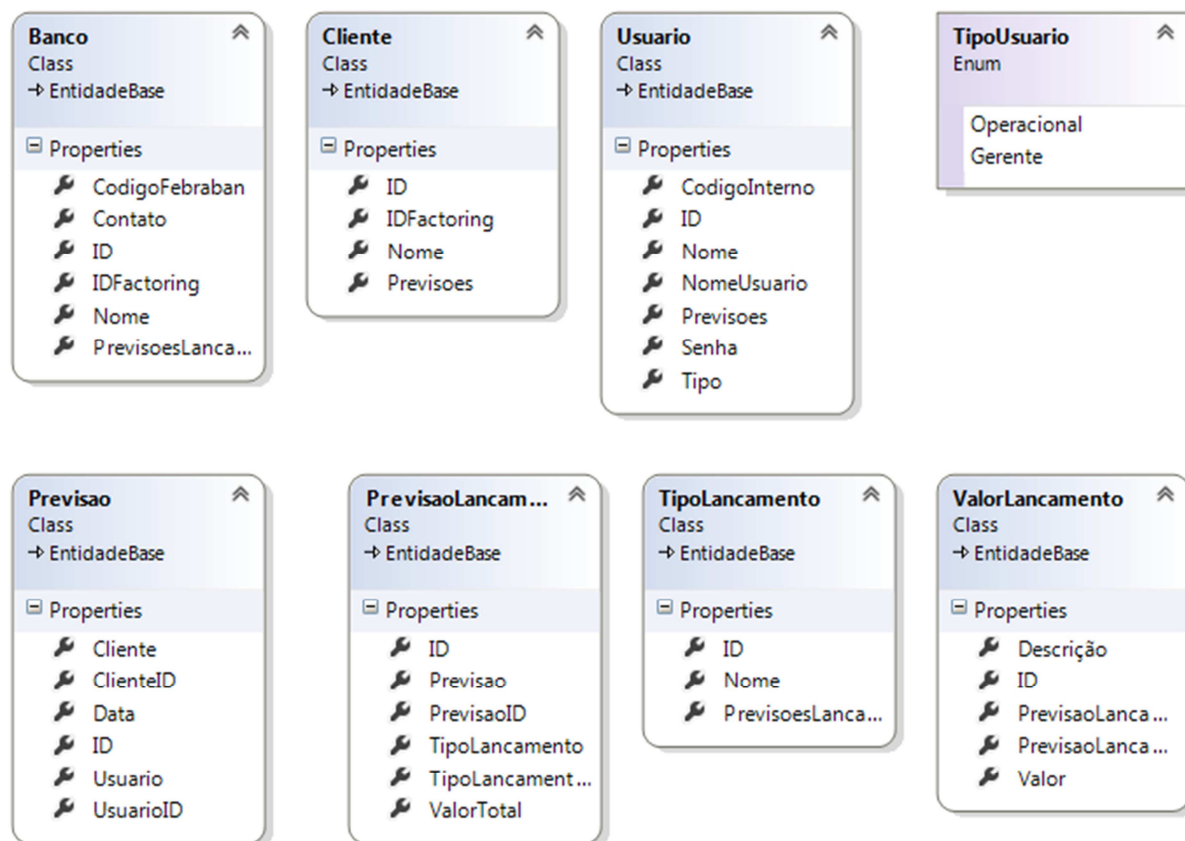 Banco
Class
EntidadeBase
Properties
CodigoFebraban
Contato
ID
IDFactoring
Nome
PrevisoesLanca...
Cliente
Class
EntidadeBase
Properties
ID
IDFactoring
Nome
Previsoes
Usuario
Class
EntidadeBase
Properties
CodigoInterno
ID
Nome
NomeUsuario
Previsoes
Senha
Tipo
TipoUsuario
Enum
Operacional
Gerente
Previsao
Class
EntidadeBase
Properties
Cliente
ClienteID
Data
ID
Usuario
UsuarioID
PrevisaoLancam...
Class
EntidadeBase
Properties
ID
Previsao
PrevisaoID
TipoLancamento
TipoLancament...
ValorTotal
TipoLancamento
Class
EntidadeBase
Properties
ID
Nome
PrevisoesLanca...
ValorLancamento
Class
EntidadeBase
Properties
Descrição
ID
PrevisaoLanca...
PrevisaoLanca...
Valor